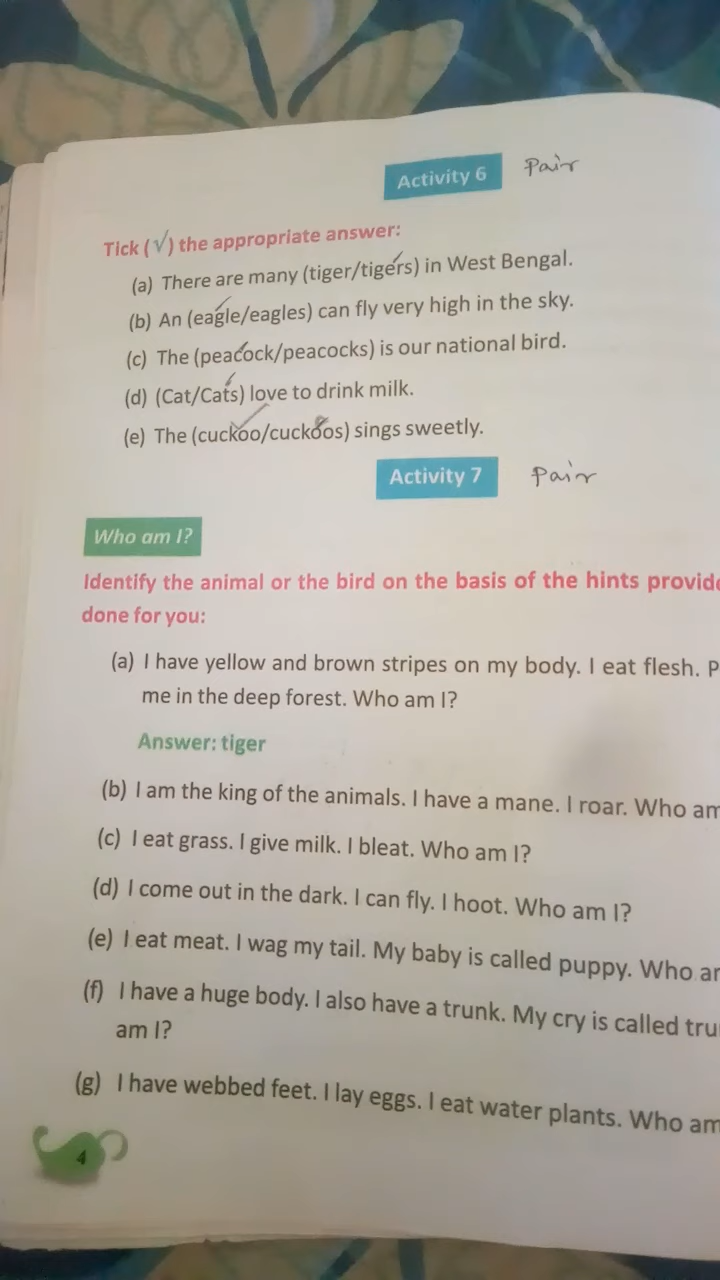 Activity 6 Pair
Tick (√) the appropriate answer:
(a) There are many (tiger/tigers) in West Bengal.
(b) An (eagle/eagles) can fly very high in the sky.
(c) The (peacock/peacocks) is our national bird.
(d) (Cat/Cats) love to drink milk.
(e) The (cuckoo/cuckoos) sings sweetly.
Activity 7 Pair
Who am I?
Identify the animal or the bird on the basis of the hints
done for you:
(a) I have yellow and brown stripes on my body. I eat flesh.
me in the deep forest. Who am I?
Answer: tiger
(b) I am the king of the animals. I have a mane. I roar. Who am
(c) I eat grass. I give milk. I bleat. Who am I?
(d) I come out in the dark. I can fly. I hoot. Who am I?
(e) I eat meat. I wag my tail. My baby is called puppy. Who
(f) I have a huge body. I also have a trunk. My cry is called
am I?
(g) I have webbed feet. I lay eggs. I eat water plants. Who am
4